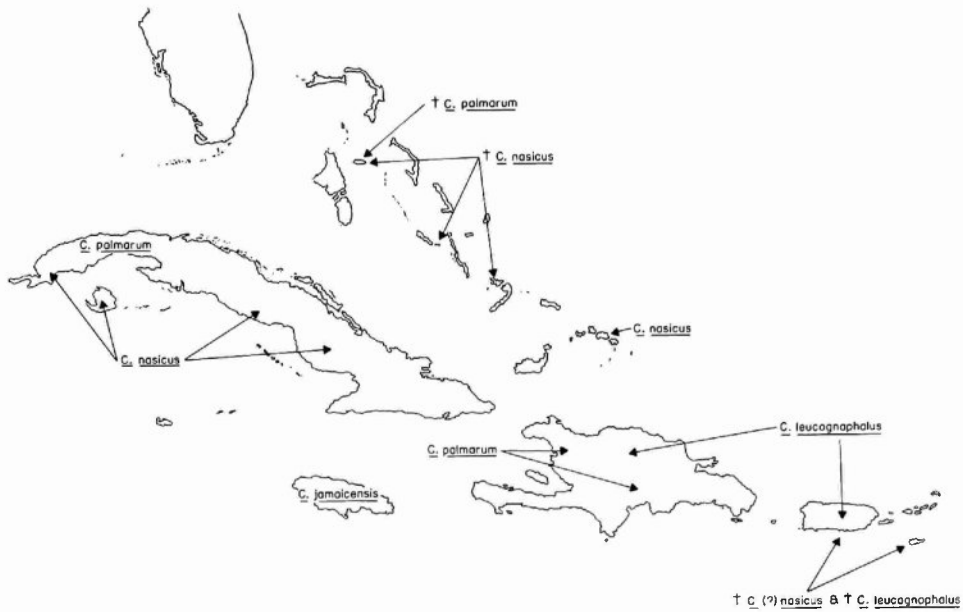 † C. palmarum
† C. nasicus
C. palmarum
C. nasicus
C. nasicus
C. leucognaphalus
C. palmarum
C. jamaicensis
† C (?) nasicus & † C. leucognaphalus